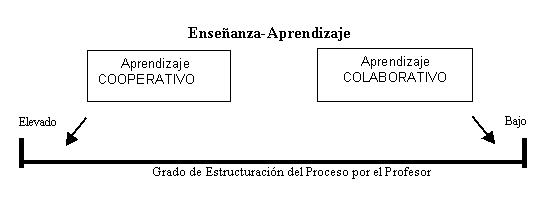 Enseñanza-Aprendizaje
Aprendizaje
COOPERATIVO
Aprendizaje
COLABORATIVO
Elevado
Bajo
Grado de Estructuración del Proceso por el Profesor